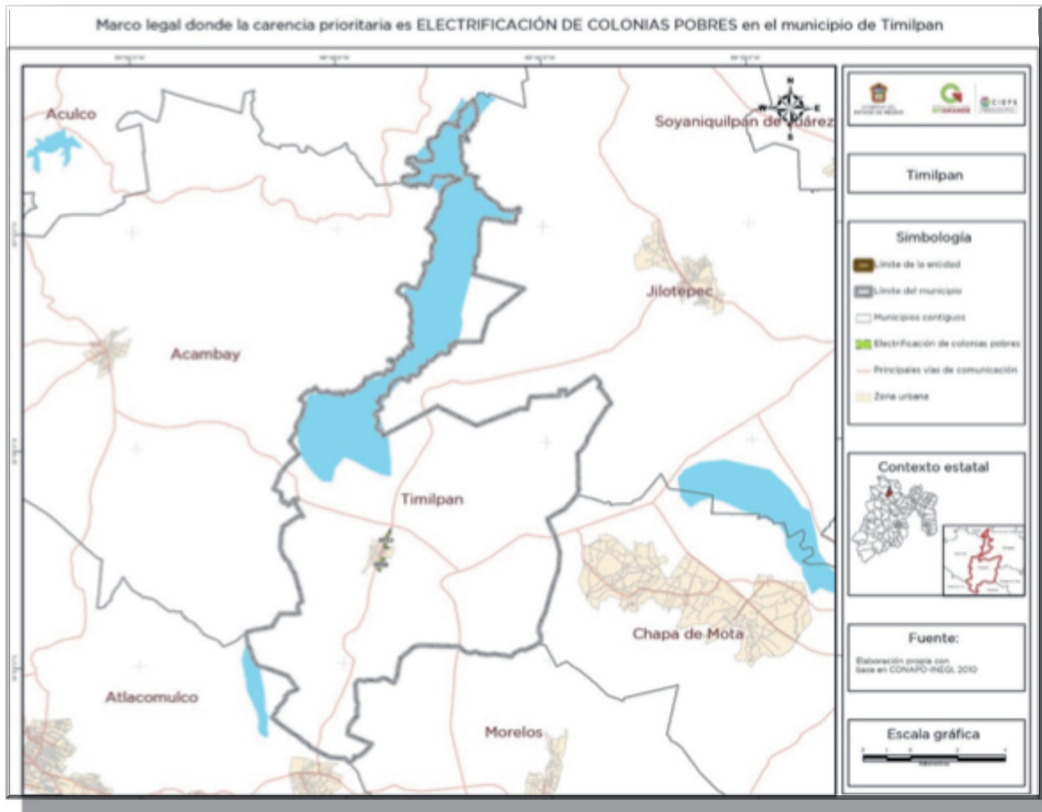 Marco legal donde la carencia prioritaria es ELECTRIFICACIÓN DE COLONIAS POBRES en el municipio de Timilpan
Aculco
Soyaniquilpan de Juárez
N
E
S
Jilotepec
Acambay
Timilpan
Chapa de Mota
Atlacomulco
Morelos
GRANDE
CIEPS
Timilpan
Simbología
Límite de la entidad
Límite del municipio
Municipios contiguos
Electrificación de colonias pobres
Principales vías de comunicación
Zona urbana
Contexto estatal
Fuente:
Elaboración propia con
base en CONAPO-INEGI, 2010
Escala gráfica
Kilómetros